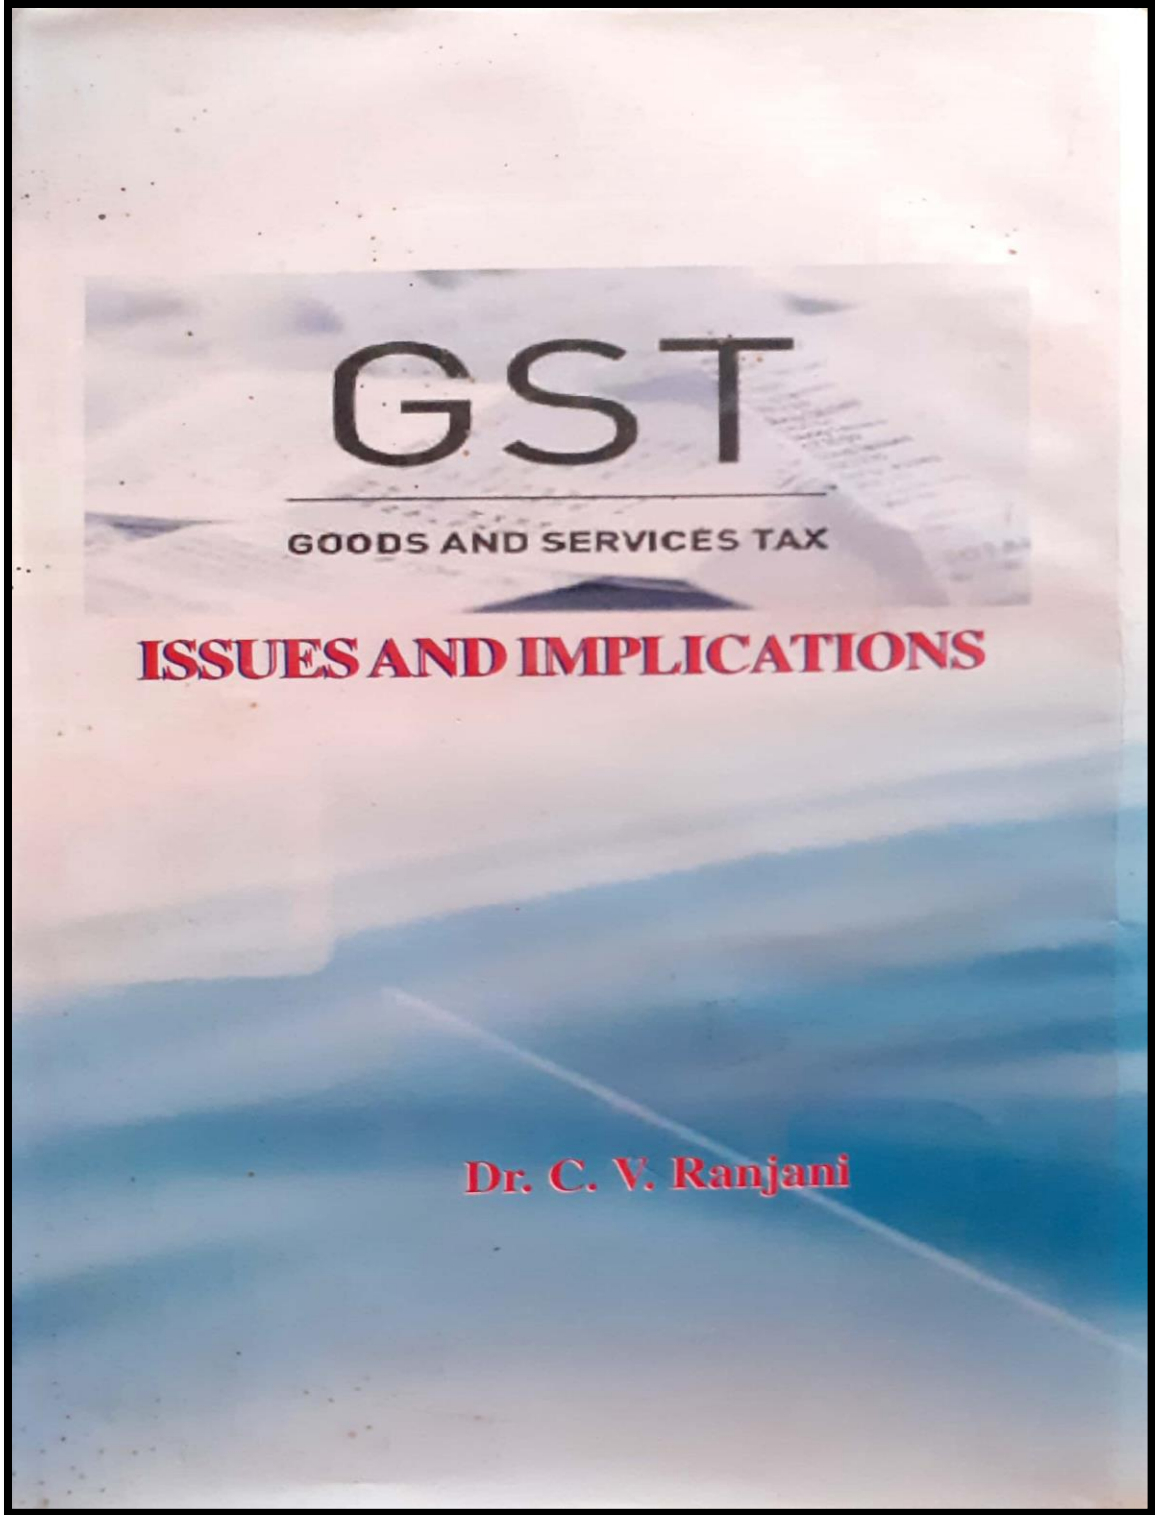 GST
GOODS AND SERVICES TAX
ISSUES AND IMPLICATIONS
Dr. C. V. Ranjani